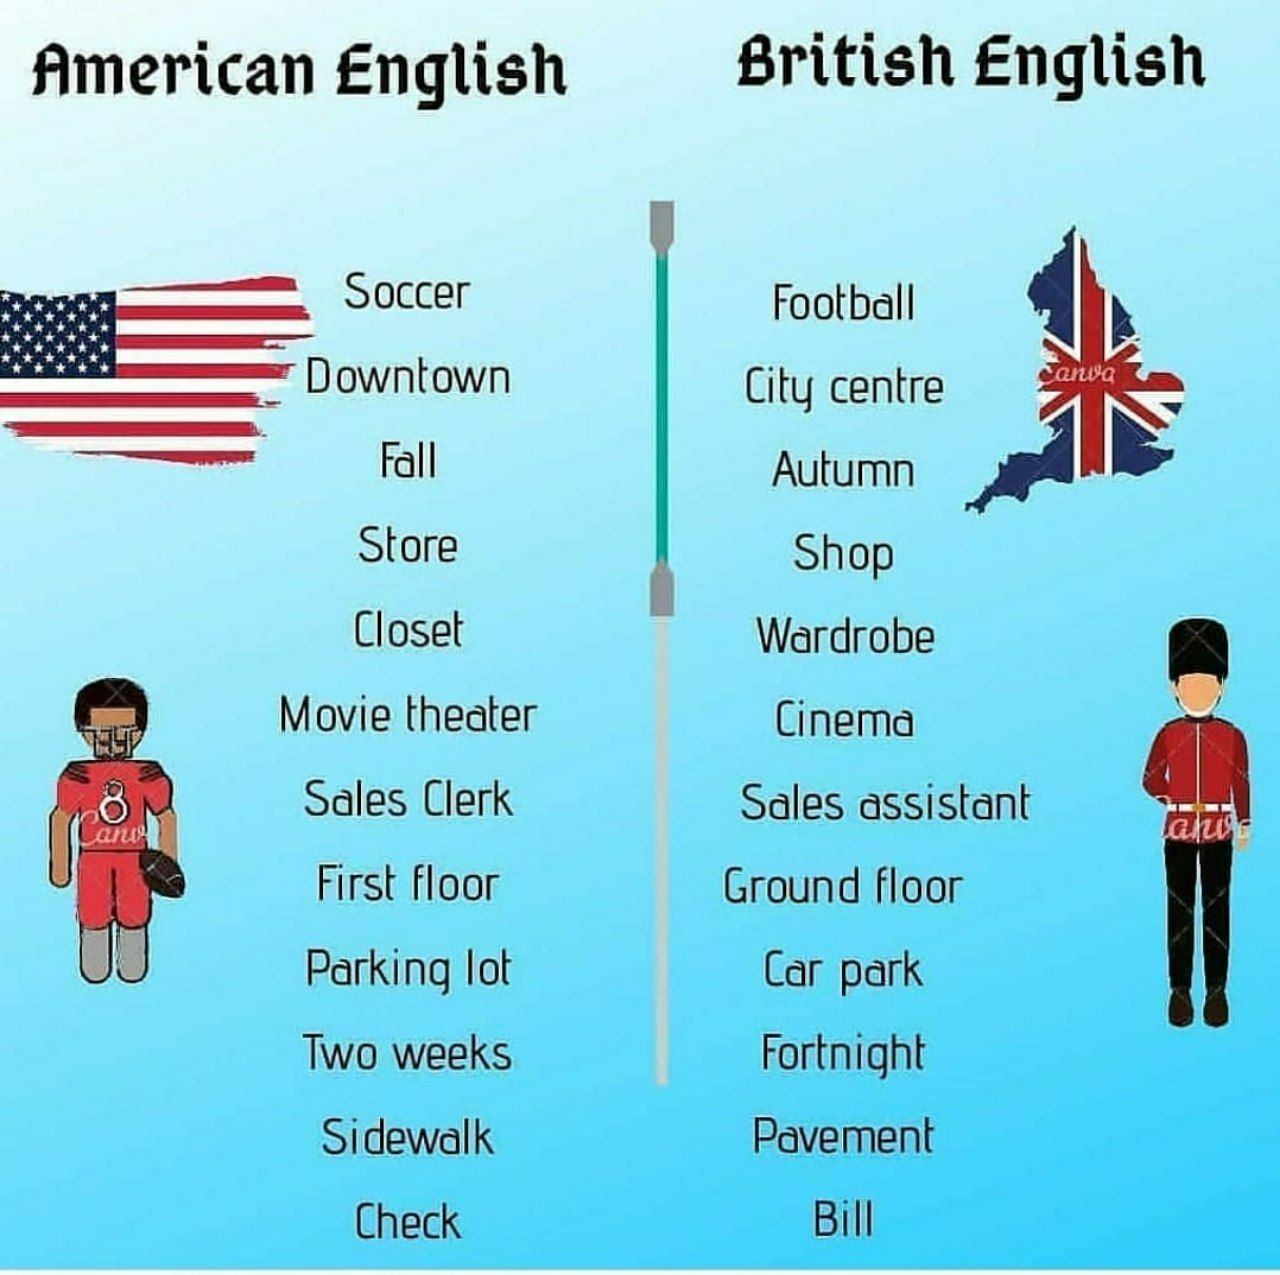 American English
British English
Soccer
Football
Downtown
City centre
Fall
Autumn
Store
Shop
Closet
Wardrobe
Movie theater
Cinema
Sales Clerk
Sales assistant
First floor
Ground floor
Parking lot
Car park
Two weeks
Fortnight
Sidewalk
Pavement
Check
Bill
Canva
8